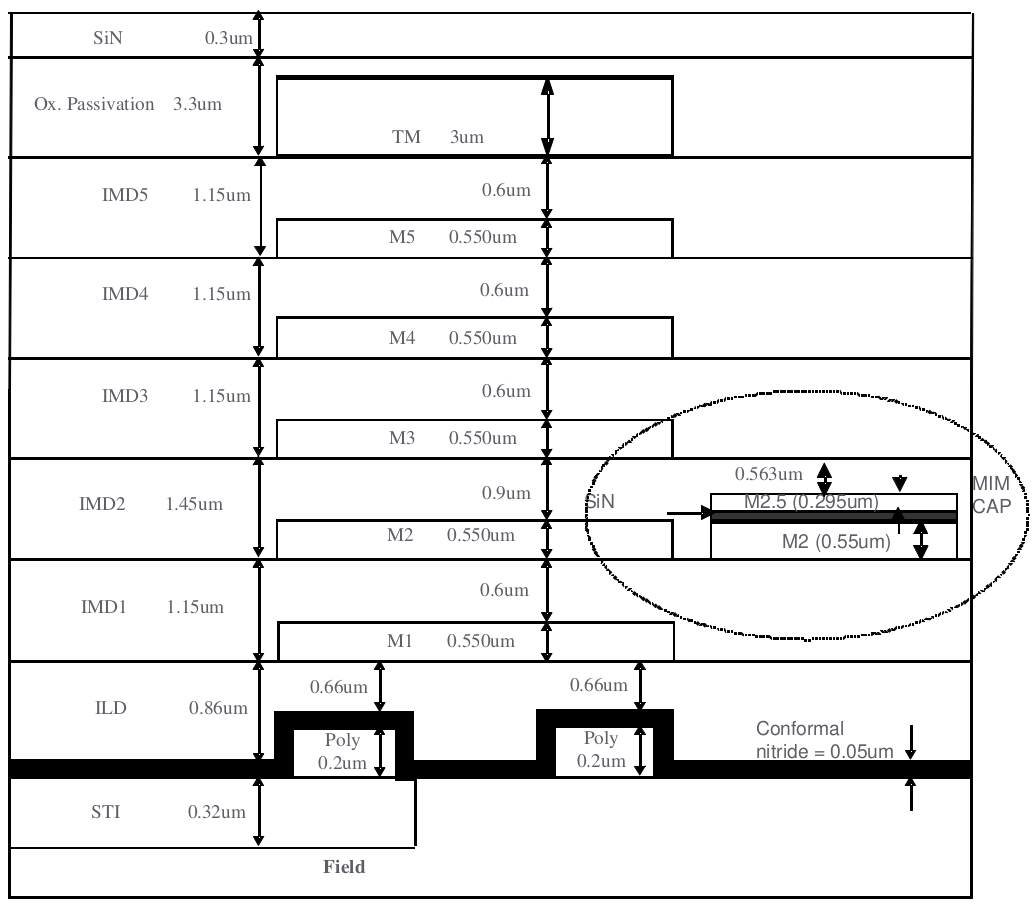 SiN 0.3um
Ox. Passivation 3.3um
TM 3um
IMD5 1.15um
0.6um
M5 0.550um
IMD4 1.15um
0.6um
M4 0.550um
IMD3 1.15um
0.6um
M3 0.550um
IMD2 1.45um
0.9um
M2 0.550um
SiN
0.563um
M2.5 (0.295um)
M2 (0.55um)
MIM
CAP
IMD1 1.15um
0.6um
M1 0.550um
ILD 0.86um
0.66um
0.66um
Poly
0.2um
Poly
0.2um
Conformal
nitride = 0.05um
STI 0.32um
Field